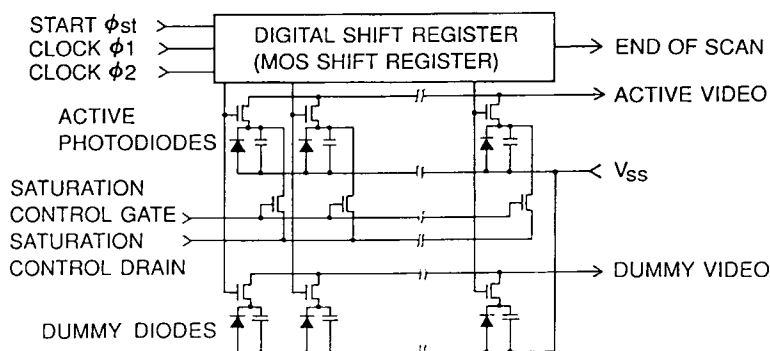 START ϕst
CLOCK ϕ1
CLOCK ϕ2
DIGITAL SHIFT REGISTER
(MOS SHIFT REGISTER)
END OF SCAN
ACTIVE VIDEO
ACTIVE
PHOTODIODES
VSS
SATURATION
CONTROL GATE
SATURATION
CONTROL DRAIN
DUMMY VIDEO
DUMMY DIODES